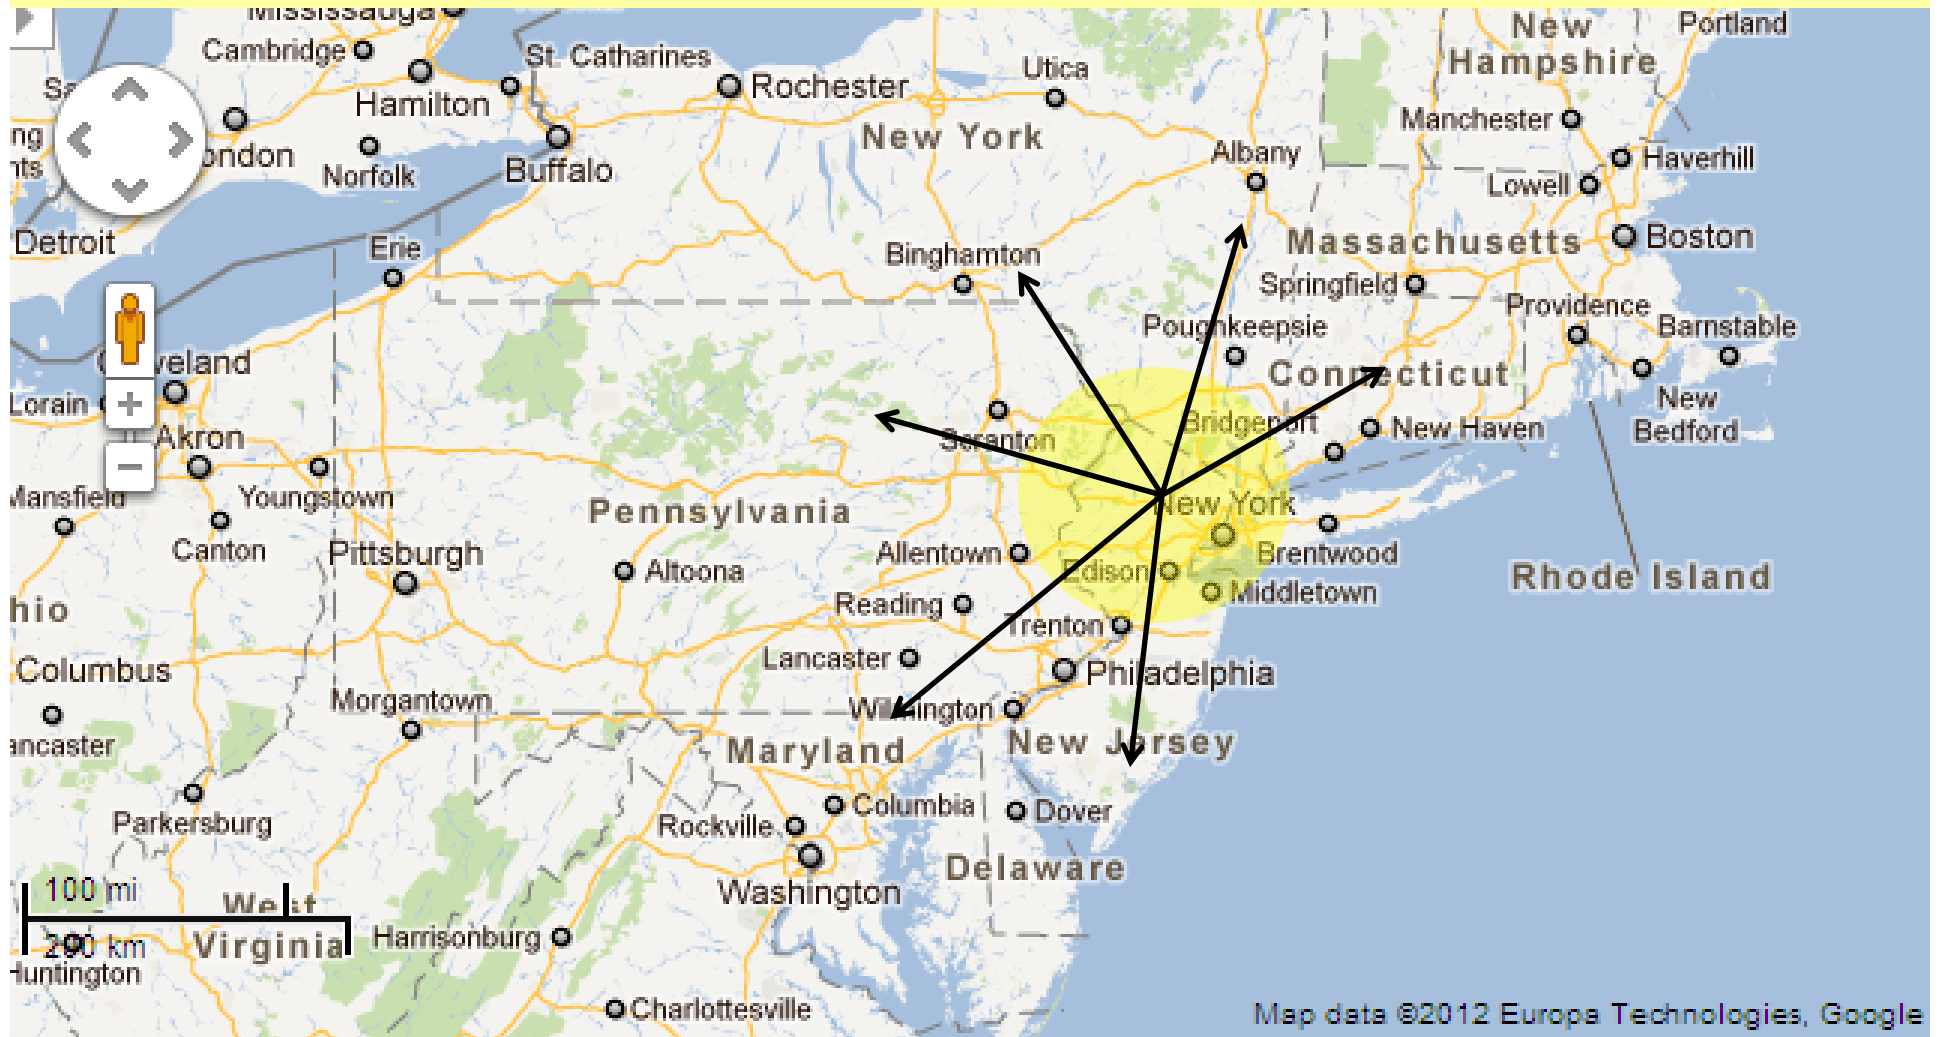 Mississauga
Portland
New
Hampshire
Cambridge
St. Catharines
Utica
Rochester
Hamilton
Manchester
New York
Albany
Haverhill
London
Norfolk
Buffalo
Lowell
Detroit
Erie
Binghamton
Massachusetts
Boston
Springfield
Providence
Poughkeepsie
Barnstable
Cleveland
Connecticut
Lorain
New
Bedford
Akron
Scranton
Bridgeport
New Haven
Mansfield
Youngstown
Pennsylvania
New York
Canton
Pittsburgh
Allentown
Brentwood
Altoona
Edison
Rhode Island
hio
Reading
Middletown
Trenton
Columbus
Lancaster
Philadelphia
Morgantown
Wilmington
ancaster
Maryland
New Jersey
Parkersburg
Columbia
Dover
Rockville
Delaware
100 mi
Washington
West
Virginia
200 km
Harrisonburg
Huntington
Charlottesville
Map data ©2012 Europa Technologies, Google